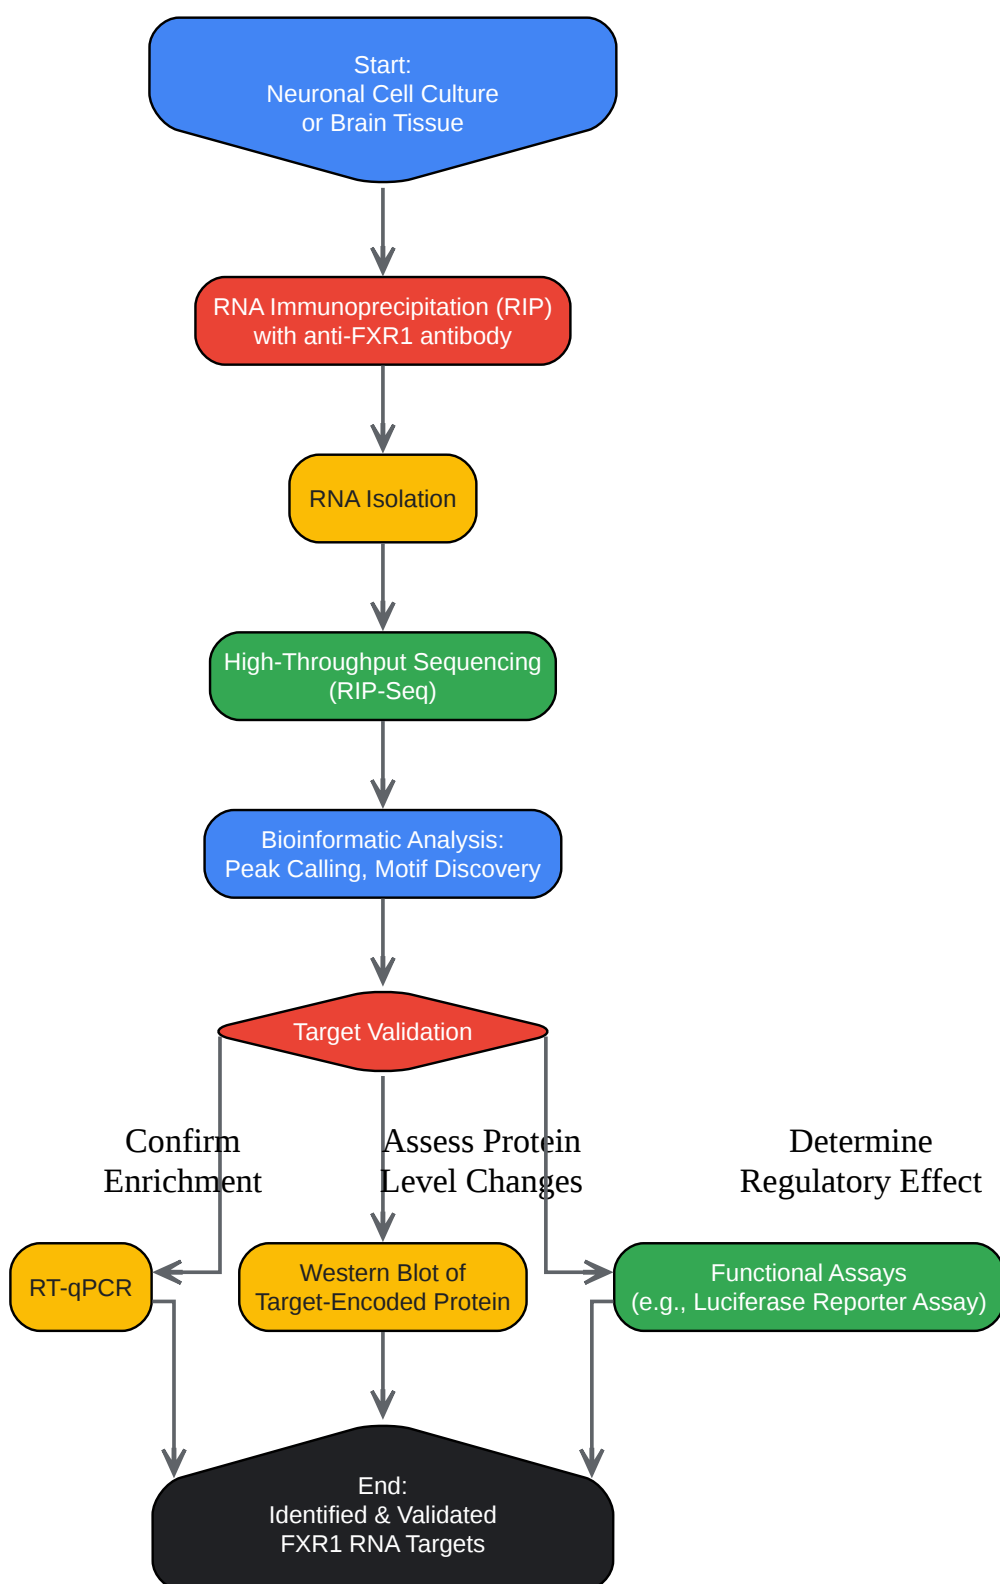 Start:
Neuronal Cell Culture
or Brain Tissue
RNA Immunoprecipitation (RIP)
with anti-FXR1 antibody
RNA Isolation
High-Throughput Sequencing
(RIP-Seq)
Bioinformatic Analysis:
Peak Calling, Motif Discovery
Target Validation
Confirm
Enrichment
Assess Protein
Level Changes
Determine
Regulatory Effect
RT-qPCR
Western Blot of
Target-Encoded Protein
Functional Assays
(e.g., Luciferase Reporter Assay)
End:
Identified & Validated
FXR1 RNA Targets